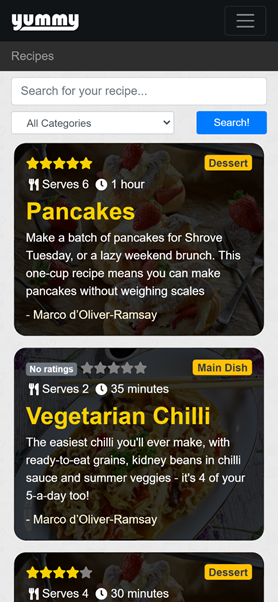 yummy
Recipes
Search for your recipe...
All Categories
Search!
Dessert
Serves 6 1 hour
Pancakes
Make a batch of pancakes for Shrove
Tuesday, or a lazy weekend brunch. This
one-cup recipe means you can make
pancakes without weighing scales
- Marco d'Oliver-Ramsay
No ratings Main Dish
Serves 2 35 minutes
Vegetarian Chilli
The easiest chilli you'll ever make, with
ready-to-eat grains, kidney beans in chilli
sauce and summer veggies - it's 4 of your
5-a-day too!
- Marco d'Oliver-Ramsay
Dessert
Serves 4 30 minutes